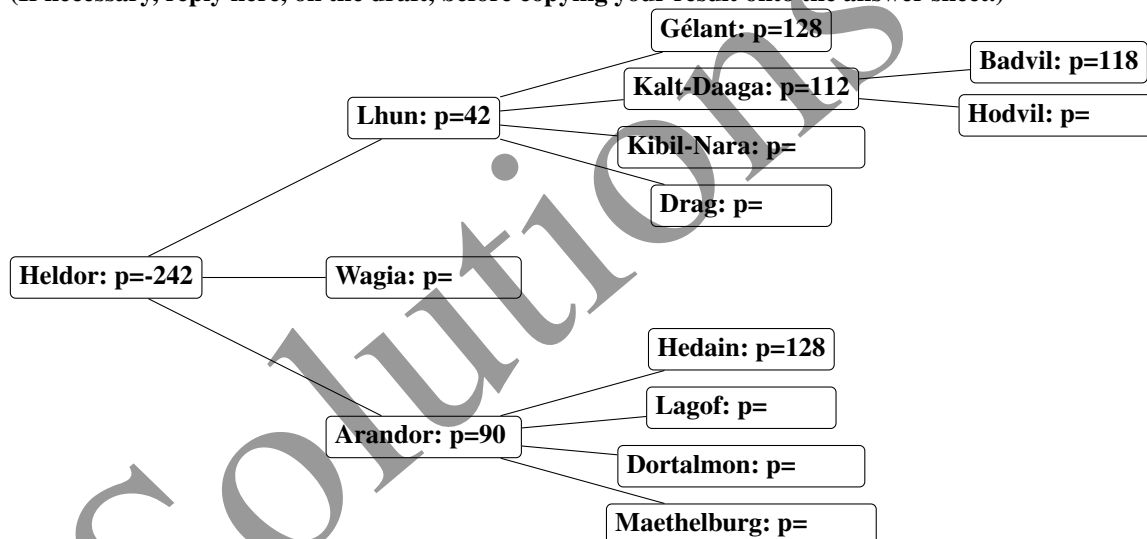 (If necessary, reply here, on the draft, before copying your result onto the answer sheet.)
Gélant: p=128
Badvil: p=118
Kalt-Daaga: p=112
Lhun: p=42
Hodvil: p=
Kibil-Nara: p=
Drag: p=
Heldor: p=-242
Wagia: p=
Hedain: p=128
Lagof: p=
Arandor: p=90
Dortalmon: p=
Maethelburg: p=
Solutions